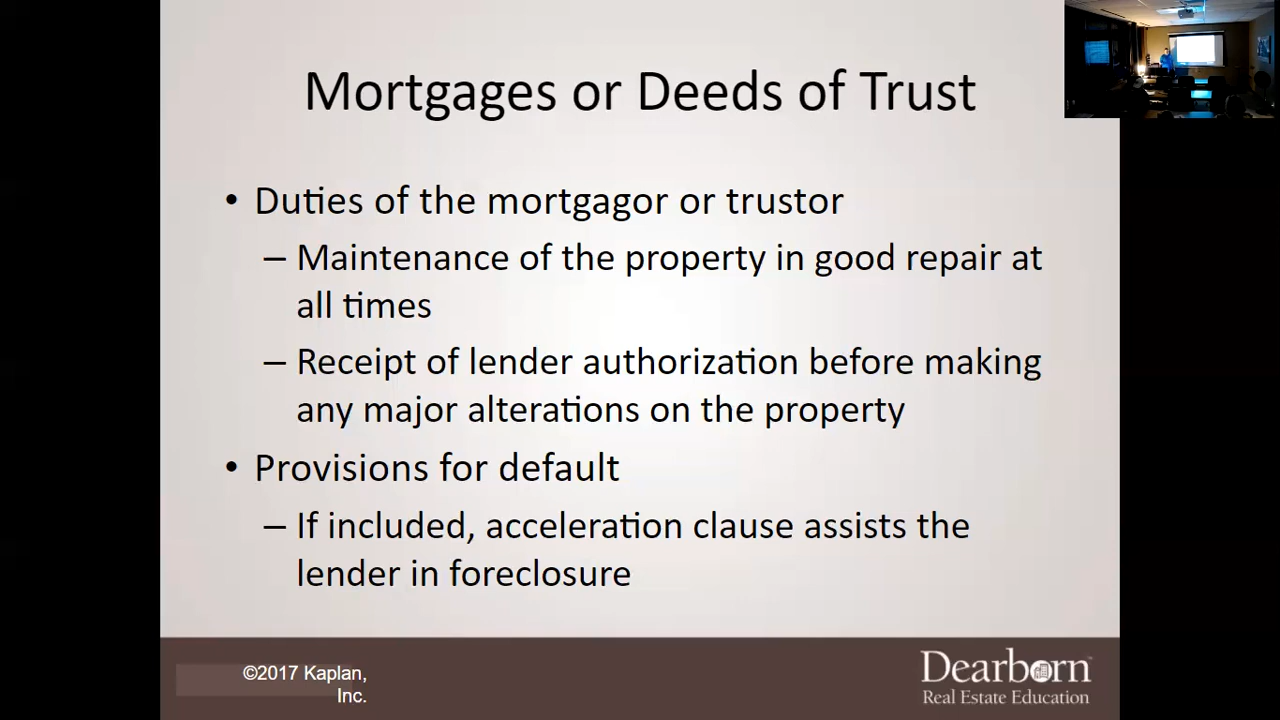 Mortgages or Deeds of Trust
• Duties of the mortgagor or trustor
– Maintenance of the property in good repair at
all times
– Receipt of lender authorization before making
any major alterations on the property
• Provisions for default
– If included, acceleration clause assists the
lender in foreclosure
©2017 Kaplan,
Inc.
Dearborn™
Real Estate Education